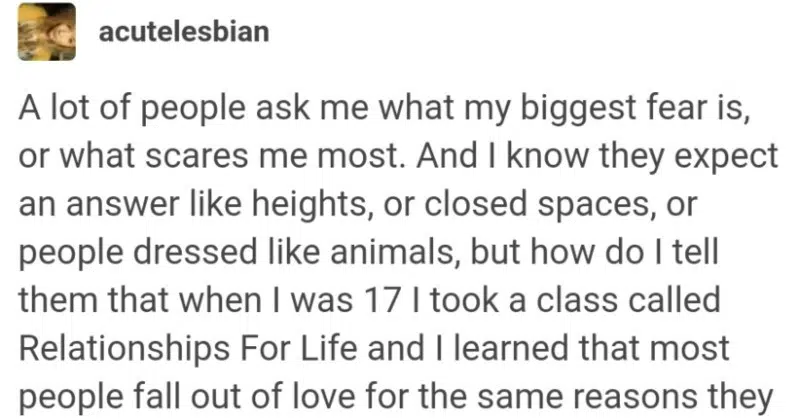 acutelesbian
A lot of people ask me what my biggest fear is,
or what scares me most. And I know they expect
an answer like heights, or closed spaces, or
people dressed like animals, but how do I tell
them that when I was 17 I took a class called
Relationships For Life and I learned that most
people fall out of love for the same reasons they